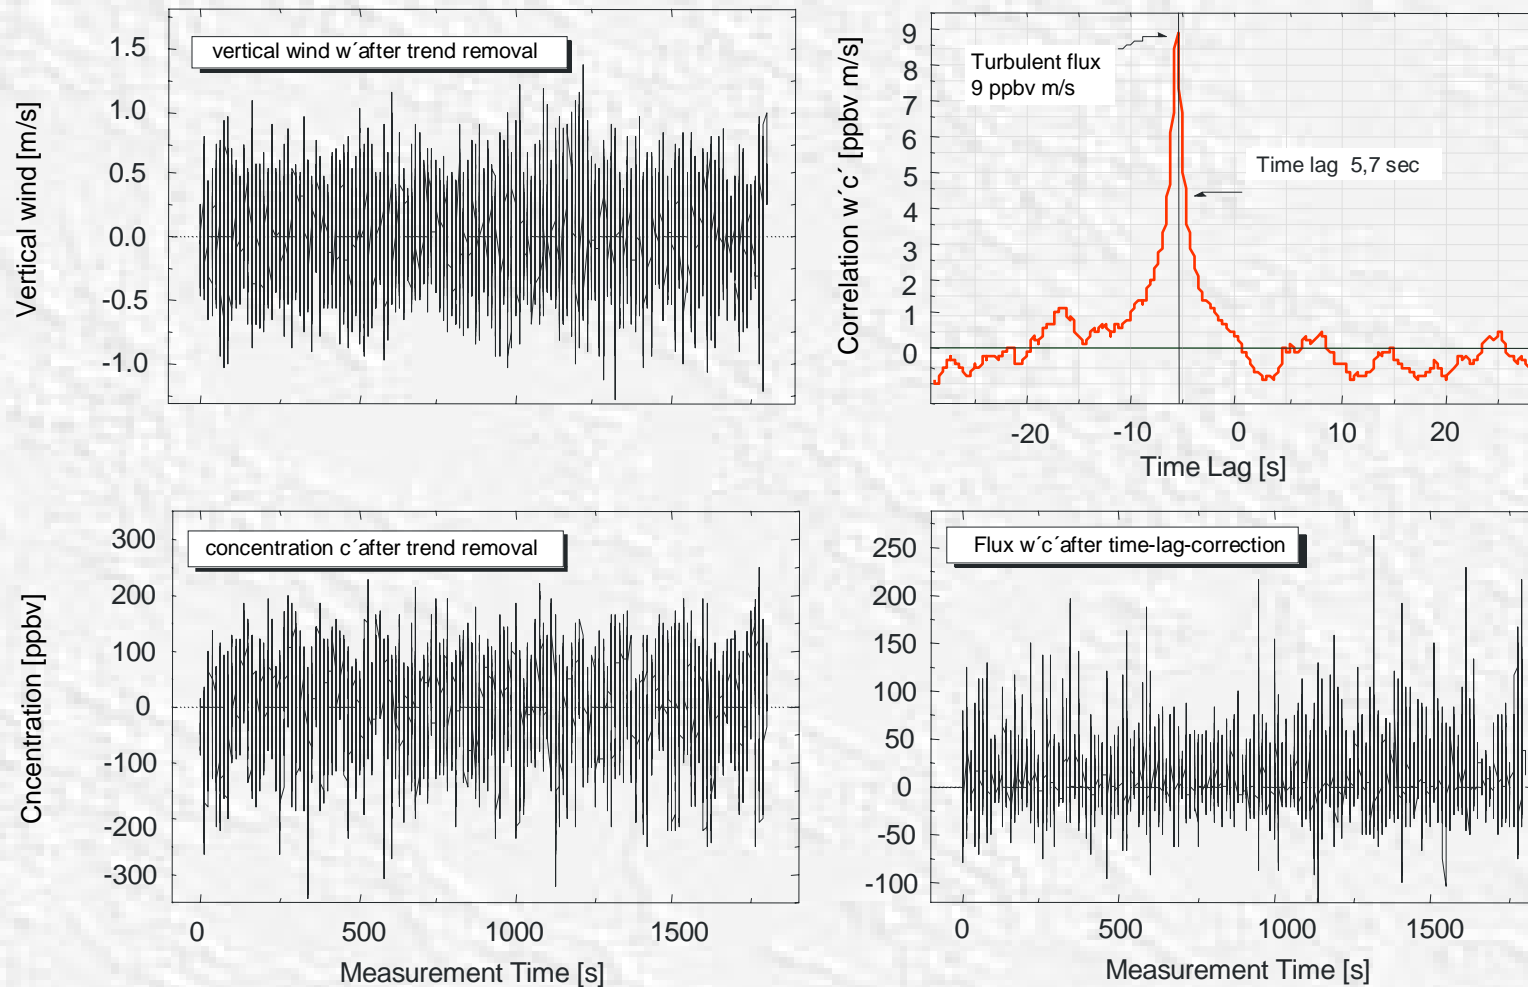 vertical wind w´after trend removal
Vertical wind [m/s]
1.5
1.0
0.5
0.0
-0.5
-1.0
Turbulent flux
9 ppbv m/s
Time lag 5,7 sec
Correlation w´c´ [ppbv m/s]
9
8
7
6
5
4
3
2
1
0
-20 -10 0 10 20
Time Lag [s]
concentration c´after trend removal
Cncentration [ppbv]
300
200
100
0
-100
-200
-300
0 500 1000 1500
Measurement Time [s]
Flux w´c´after time-lag-correction
250
200
150
100
50
0
-50
-100
0 500 1000 1500
Measurement Time [s]